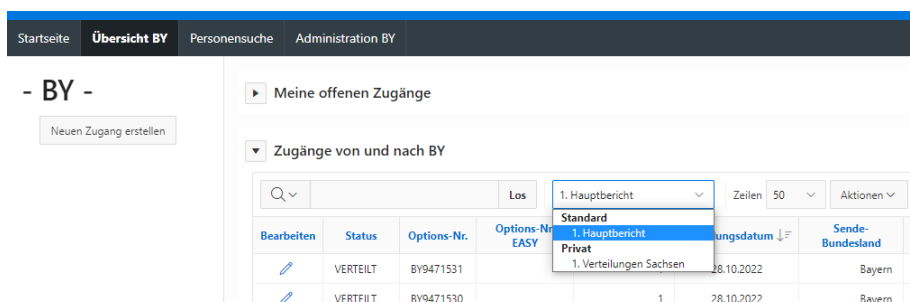 Startseite Übersicht BY Personensuche Administration BY
- BY -
Neuen Zugang erstellen
Meine offenen Zugänge
Zugänge von und nach BY
Los 1. Hauptbericht Zeilen 50 Aktionen
Standard
1. Hauptbericht
Privat
1. Verteilungen Sachsen
Bearbeiten Status Options-Nr. Options-Nr EASY ungsdatum Sende-Bundesland
VERTEILT BY9471531 28.10.2022 Bayern
VERTEILT BY9471530 1 28.10.2022 Bayern